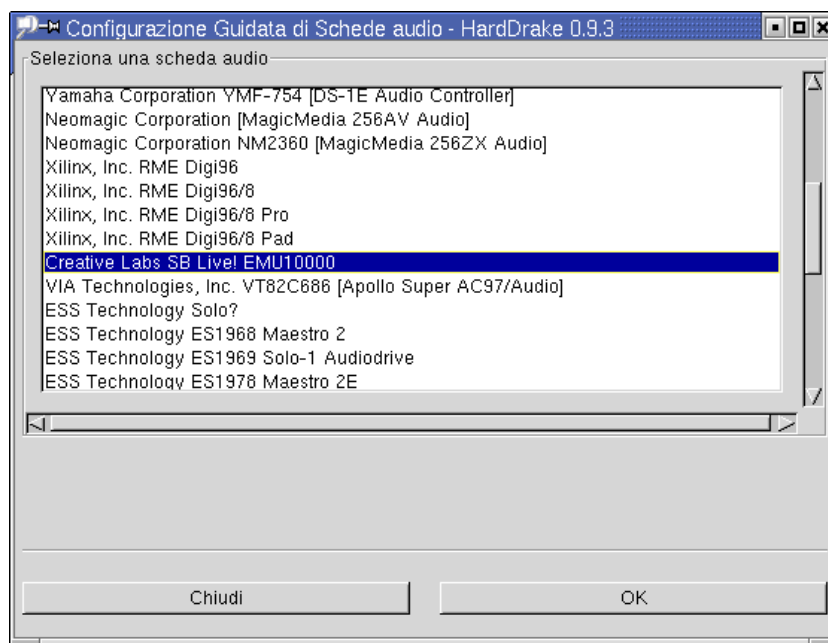 Configurazione Guidata di Schede audio - HardDrake 0.9.3
Seleziona una scheda audio
Yamaha Corporation YMF-754 [DS-1E Audio Controller]
Neomagic Corporation [MagicMedia 256AV Audio]
Neomagic Corporation NM2360 [MagicMedia 256ZX Audio]
Xilinx, Inc. RME Digi96
Xilinx, Inc. RME Digi96/8
Xilinx, Inc. RME Digi96/8 Pro
Xilinx, Inc. RME Digi96/8 Pad
Creative Labs SB Live! EMU10000
VIA Technologies, Inc. VT82C686 [Apollo Super AC97/Audio]
ESS Technology Solo?
ESS Technology ES1968 Maestro 2
ESS Technology ES1969 Solo-1 Audiodrive
ESS Technology ES1978 Maestro 2E
Chiudi
OK